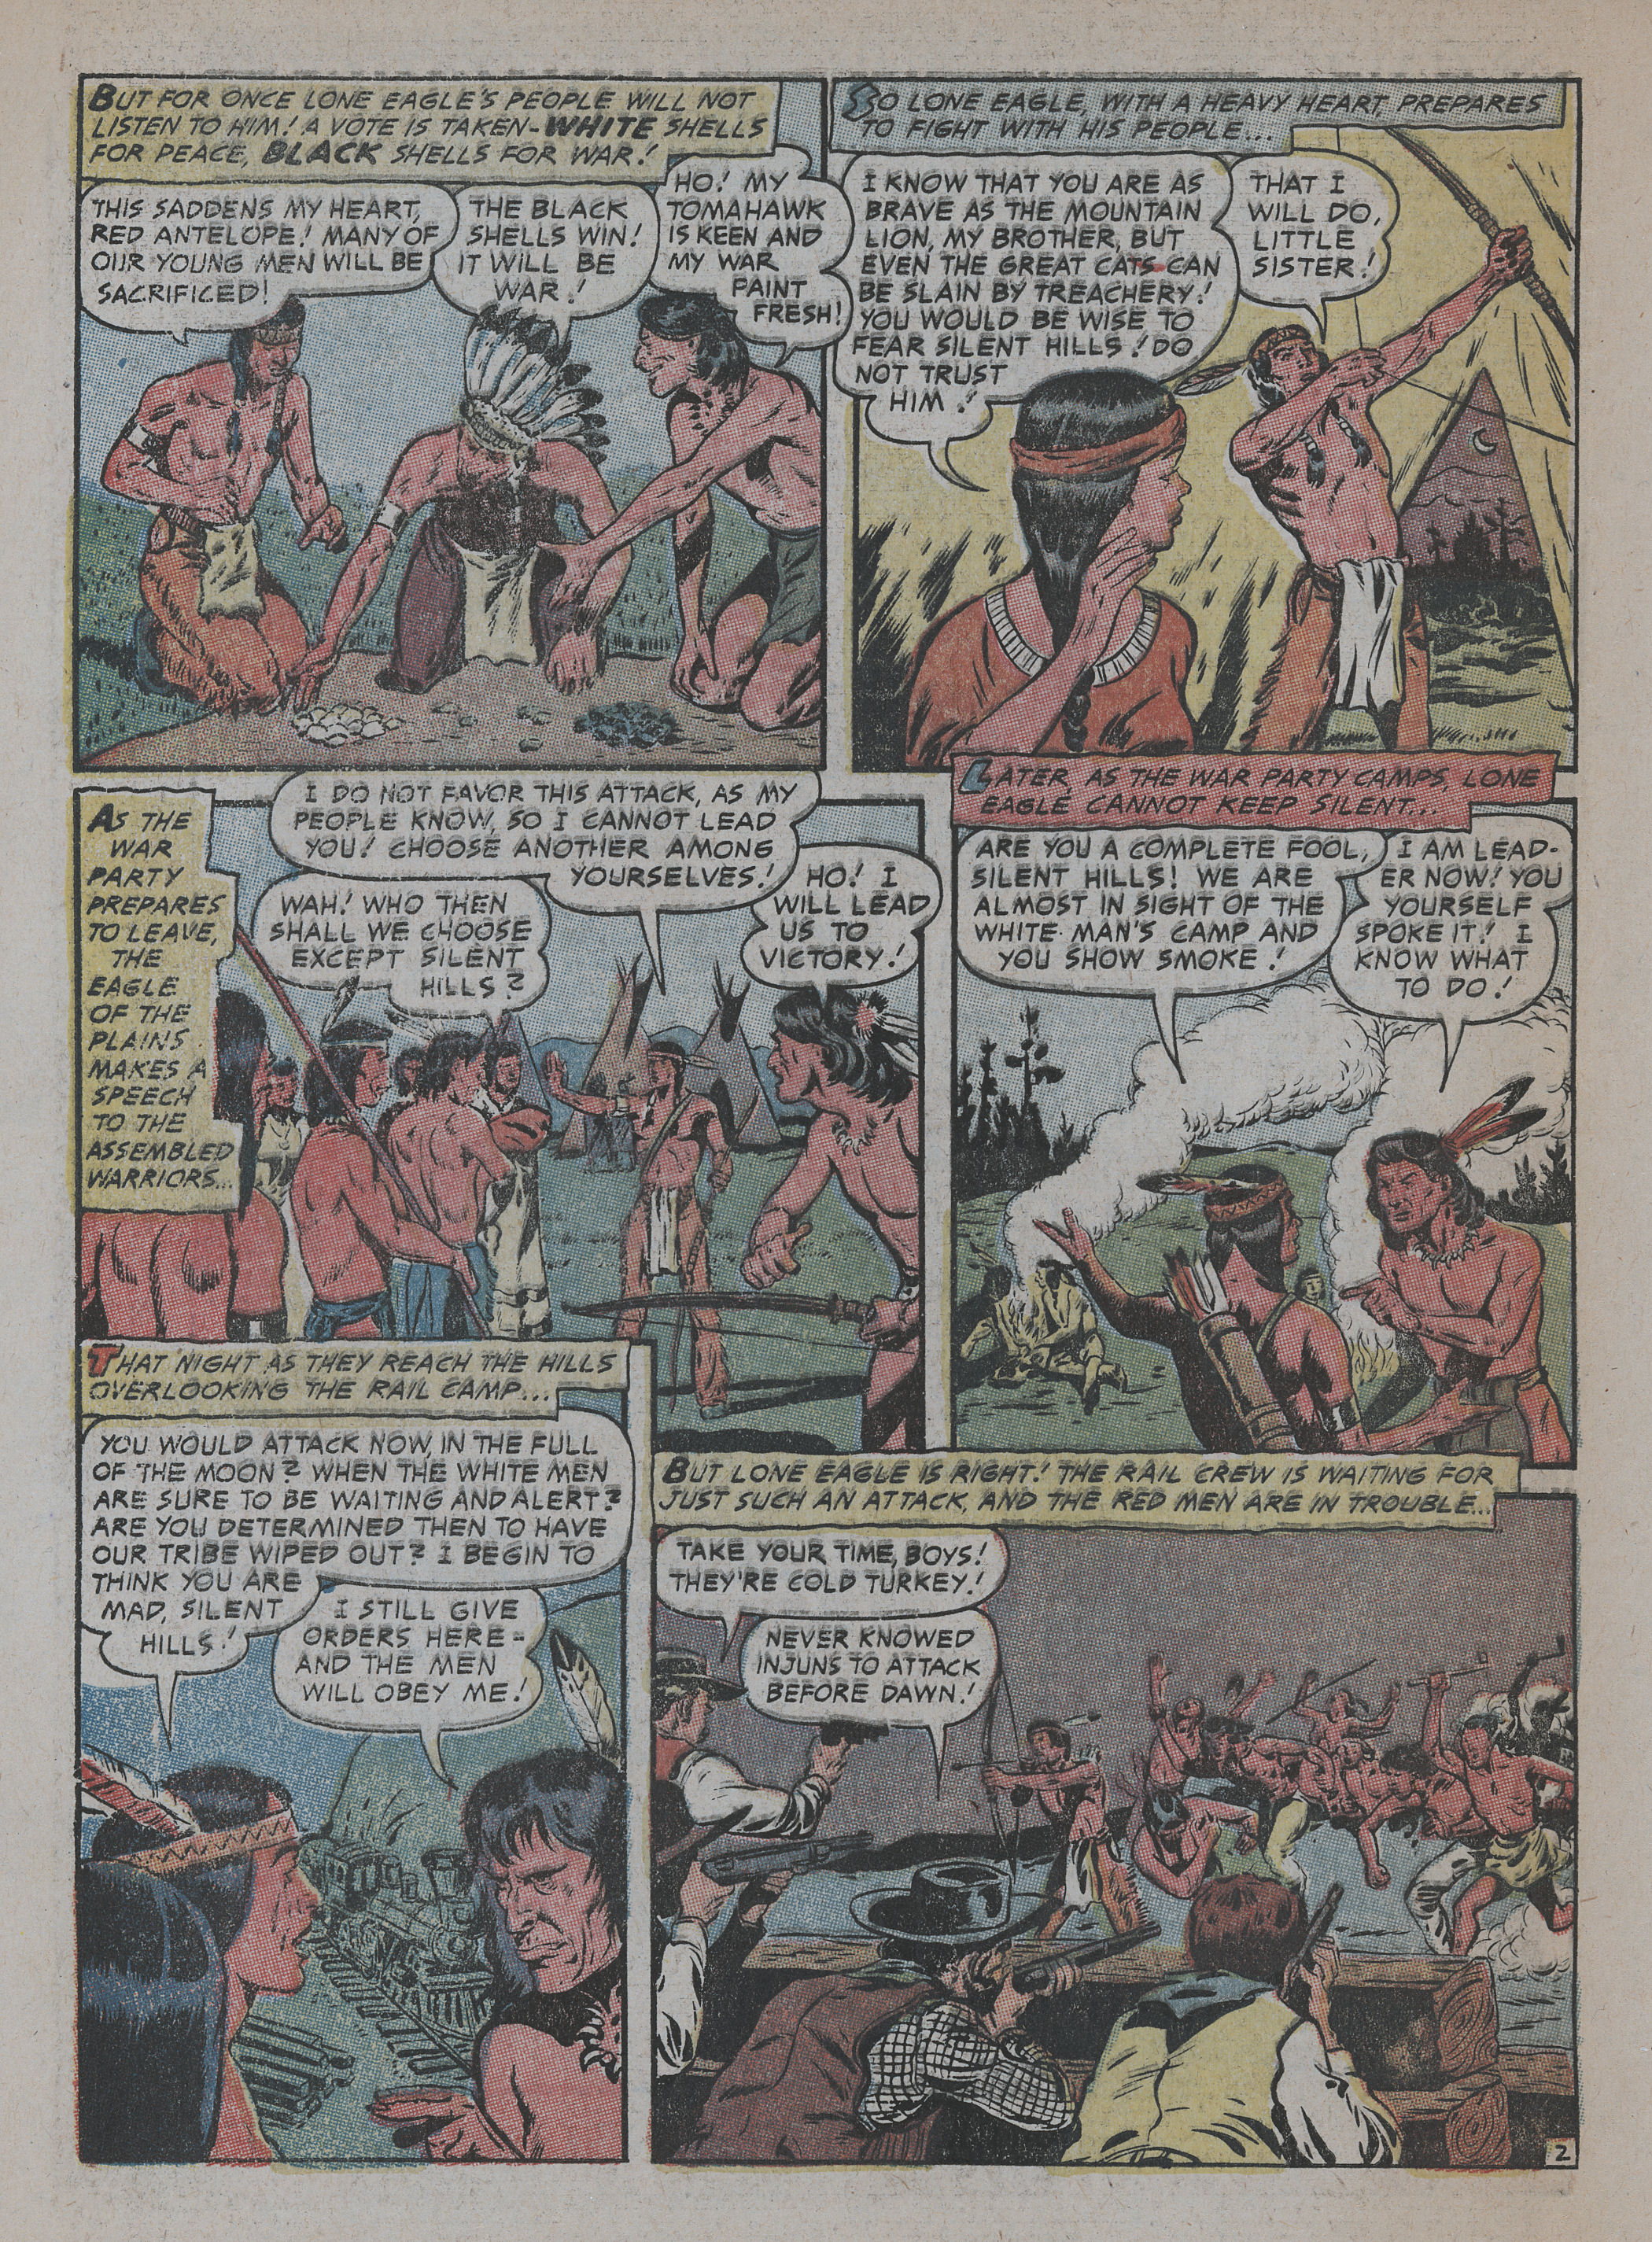 BUT FOR ONCE LONE EAGLE'S PEOPLE WILL NOT
LISTEN TO HIM! A VOTE IS TAKEN-WHITE SHELLS
FOR PEACE, BLACK SHELLS FOR WAR!
THIS SADDENS MY HEART,
RED ANTELOPE! MANY OF
OUR YOUNG MEN WILL BE
SACRIFICED!
THE BLACK
SHELLS WIN!
IT WILL BE
WAR!
HO! MY
TOMAHAWK
IS KEEN AND
MY WAR
PAINT
FRESH!
SO LONE EAGLE, WITH A HEAVY HEART, PREPARES
TO FIGHT WITH HIS PEOPLE...
I KNOW THAT YOU ARE AS
BRAVE AS THE MOUNTAIN
LION, MY BROTHER, BUT
EVEN THE GREAT CATS CAN
BE SLAIN BY TREACHERY!
YOU WOULD BE WISE TO
FEAR SILENT HILLS! DO
NOT TRUST
HIM!
THAT I
WILL DO,
LITTLE
SISTER!
AS THE
WAR
PARTY
PREPARES
TO LEAVE,
THE
EAGLE
OF THE
PLAINS
MAKES A
SPEECH
TO THE
ASSEMBLED
WARRIORS...
I DO NOT FAVOR THIS ATTACK, AS MY
PEOPLE KNOW, SO I CANNOT LEAD
YOU! CHOOSE ANOTHER AMONG
YOURSELVES!
WAH! WHO THEN
SHALL WE CHOOSE
EXCEPT SILENT
HILLS?
HO! I
WILL LEAD
US TO
VICTORY!
LATER, AS THE WAR PARTY CAMPS, LONE
EAGLE CANNOT KEEP SILENT...
ARE YOU A COMPLETE FOOL,
SILENT HILLS! WE ARE
ALMOST IN SIGHT OF THE
WHITE MAN'S CAMP AND
YOU SHOW SMOKE!
I AM LEAD-
ER NOW! YOU
YOURSELF
SPOKE IT! I
KNOW WHAT
TO DO!
THAT NIGHT AS THEY REACH THE HILLS
OVERLOOKING THE RAIL CAMP...
YOU WOULD ATTACK NOW, IN THE FULL
OF THE MOON? WHEN THE WHITE MEN
ARE SURE TO BE WAITING AND ALERT?
ARE YOU DETERMINED THEN TO HAVE
OUR TRIBE WIPED OUT? I BEGIN TO
THINK YOU ARE
MAD, SILENT
HILLS!
I STILL GIVE
ORDERS HERE -
AND THE MEN
WILL OBEY ME!
BUT LONE EAGLE IS RIGHT! THE RAIL CREW IS WAITING FOR
JUST SUCH AN ATTACK, AND THE RED MEN ARE IN TROUBLE...
TAKE YOUR TIME, BOYS!
THEY'RE COLD TURKEY!
NEVER KNOWED
INJUNS TO ATTACK
BEFORE DAWN!
2